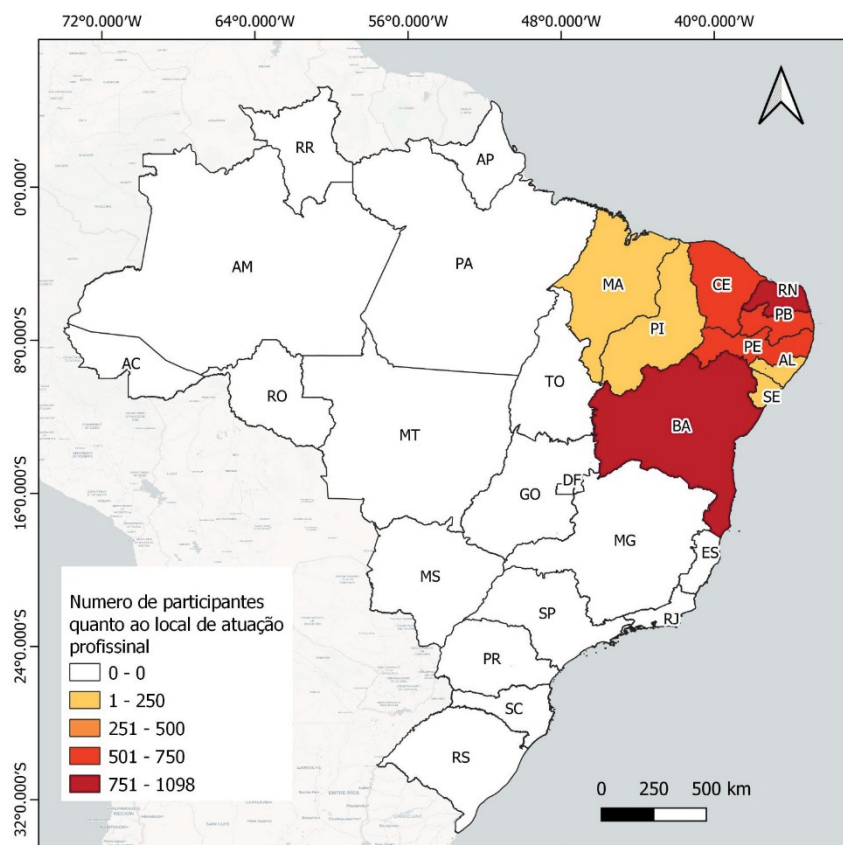 72°0.000'W 64°0.000'W 56°0.000'W 48°0.000'W 40°0.000'W
0°0.000'
8°0.000'S
16°0.000'S
24°0.000'S
32°0.000'S
RR
AP
AM
PA
MA
CE
RN
PB
PI
PE
AL
SE
AC
RO
TO
BA
MT
DF
GO
MG
ES
MS
SP
RJ
PR
SC
RS
Numero de participantes
quanto ao local de atuação
profissinal
0 - 0
1 - 250
251 - 500
501 - 750
751 - 1098
0 250 500 km